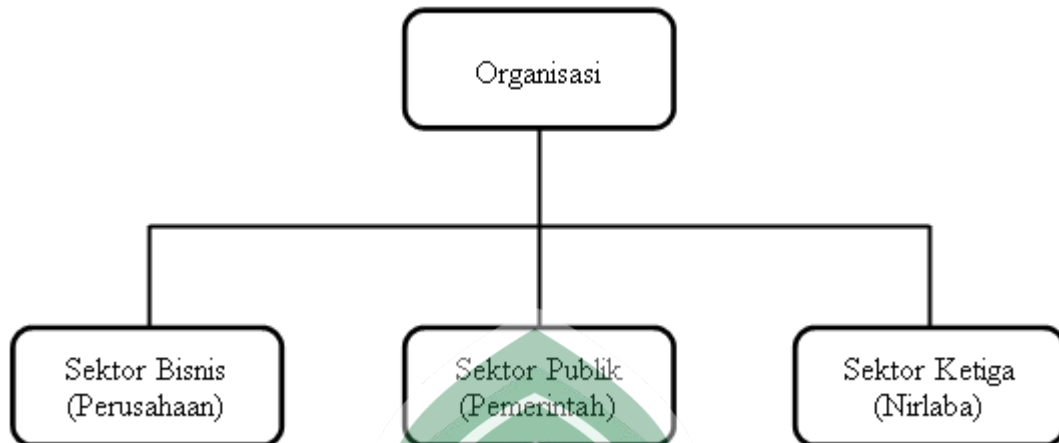 Organisasi
Sektor Bisnis
(Perusahaan)
Sektor Publik
(Pemerintah)
Sektor Ketiga
(Nirlaba)